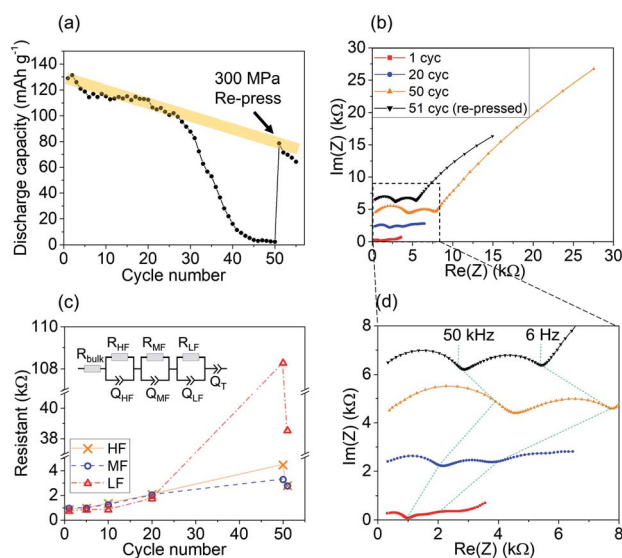 (a)
Discharge capacity (mAh g⁻¹)
140
120
100
80
60
40
20
0
300 MPa
Re-press
0 10 20 30 40 50
Cycle number
(b)
Im(Z) (kΩ)
30
25
20
15
10
5
0
1 cyc
20 cyc
50 cyc
51 cyc (re-pressed)
0 5 10 15 20 25 30
Re(Z) (kΩ)
(c)
Resistant (kΩ)
110
108
38
36
4
2
0
R_bulk R_HF R_MF R_LF
Q_HF Q_MF Q_LF Q_T
HF
MF
LF
0 10 20 30 40 50
Cycle number
(d)
Im(Z) (kΩ)
8
6
4
2
0
50 kHz 6 Hz
0 2 4 6 8
Re(Z) (kΩ)